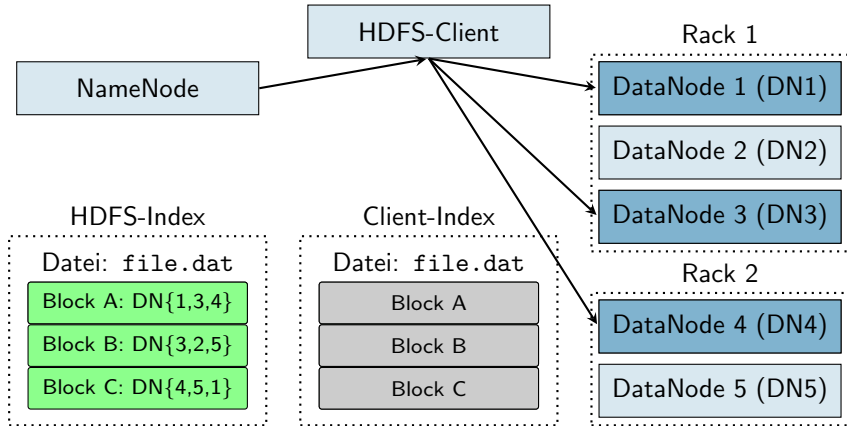 HDFS-Client
NameNode
Rack 1
DataNode 1 (DN1)
DataNode 2 (DN2)
DataNode 3 (DN3)
HDFS-Index
Datei: file.dat
Block A: DN{1,3,4}
Block B: DN{3,2,5}
Block C: DN{4,5,1}
Client-Index
Datei: file.dat
Block A
Block B
Block C
Rack 2
DataNode 4 (DN4)
DataNode 5 (DN5)